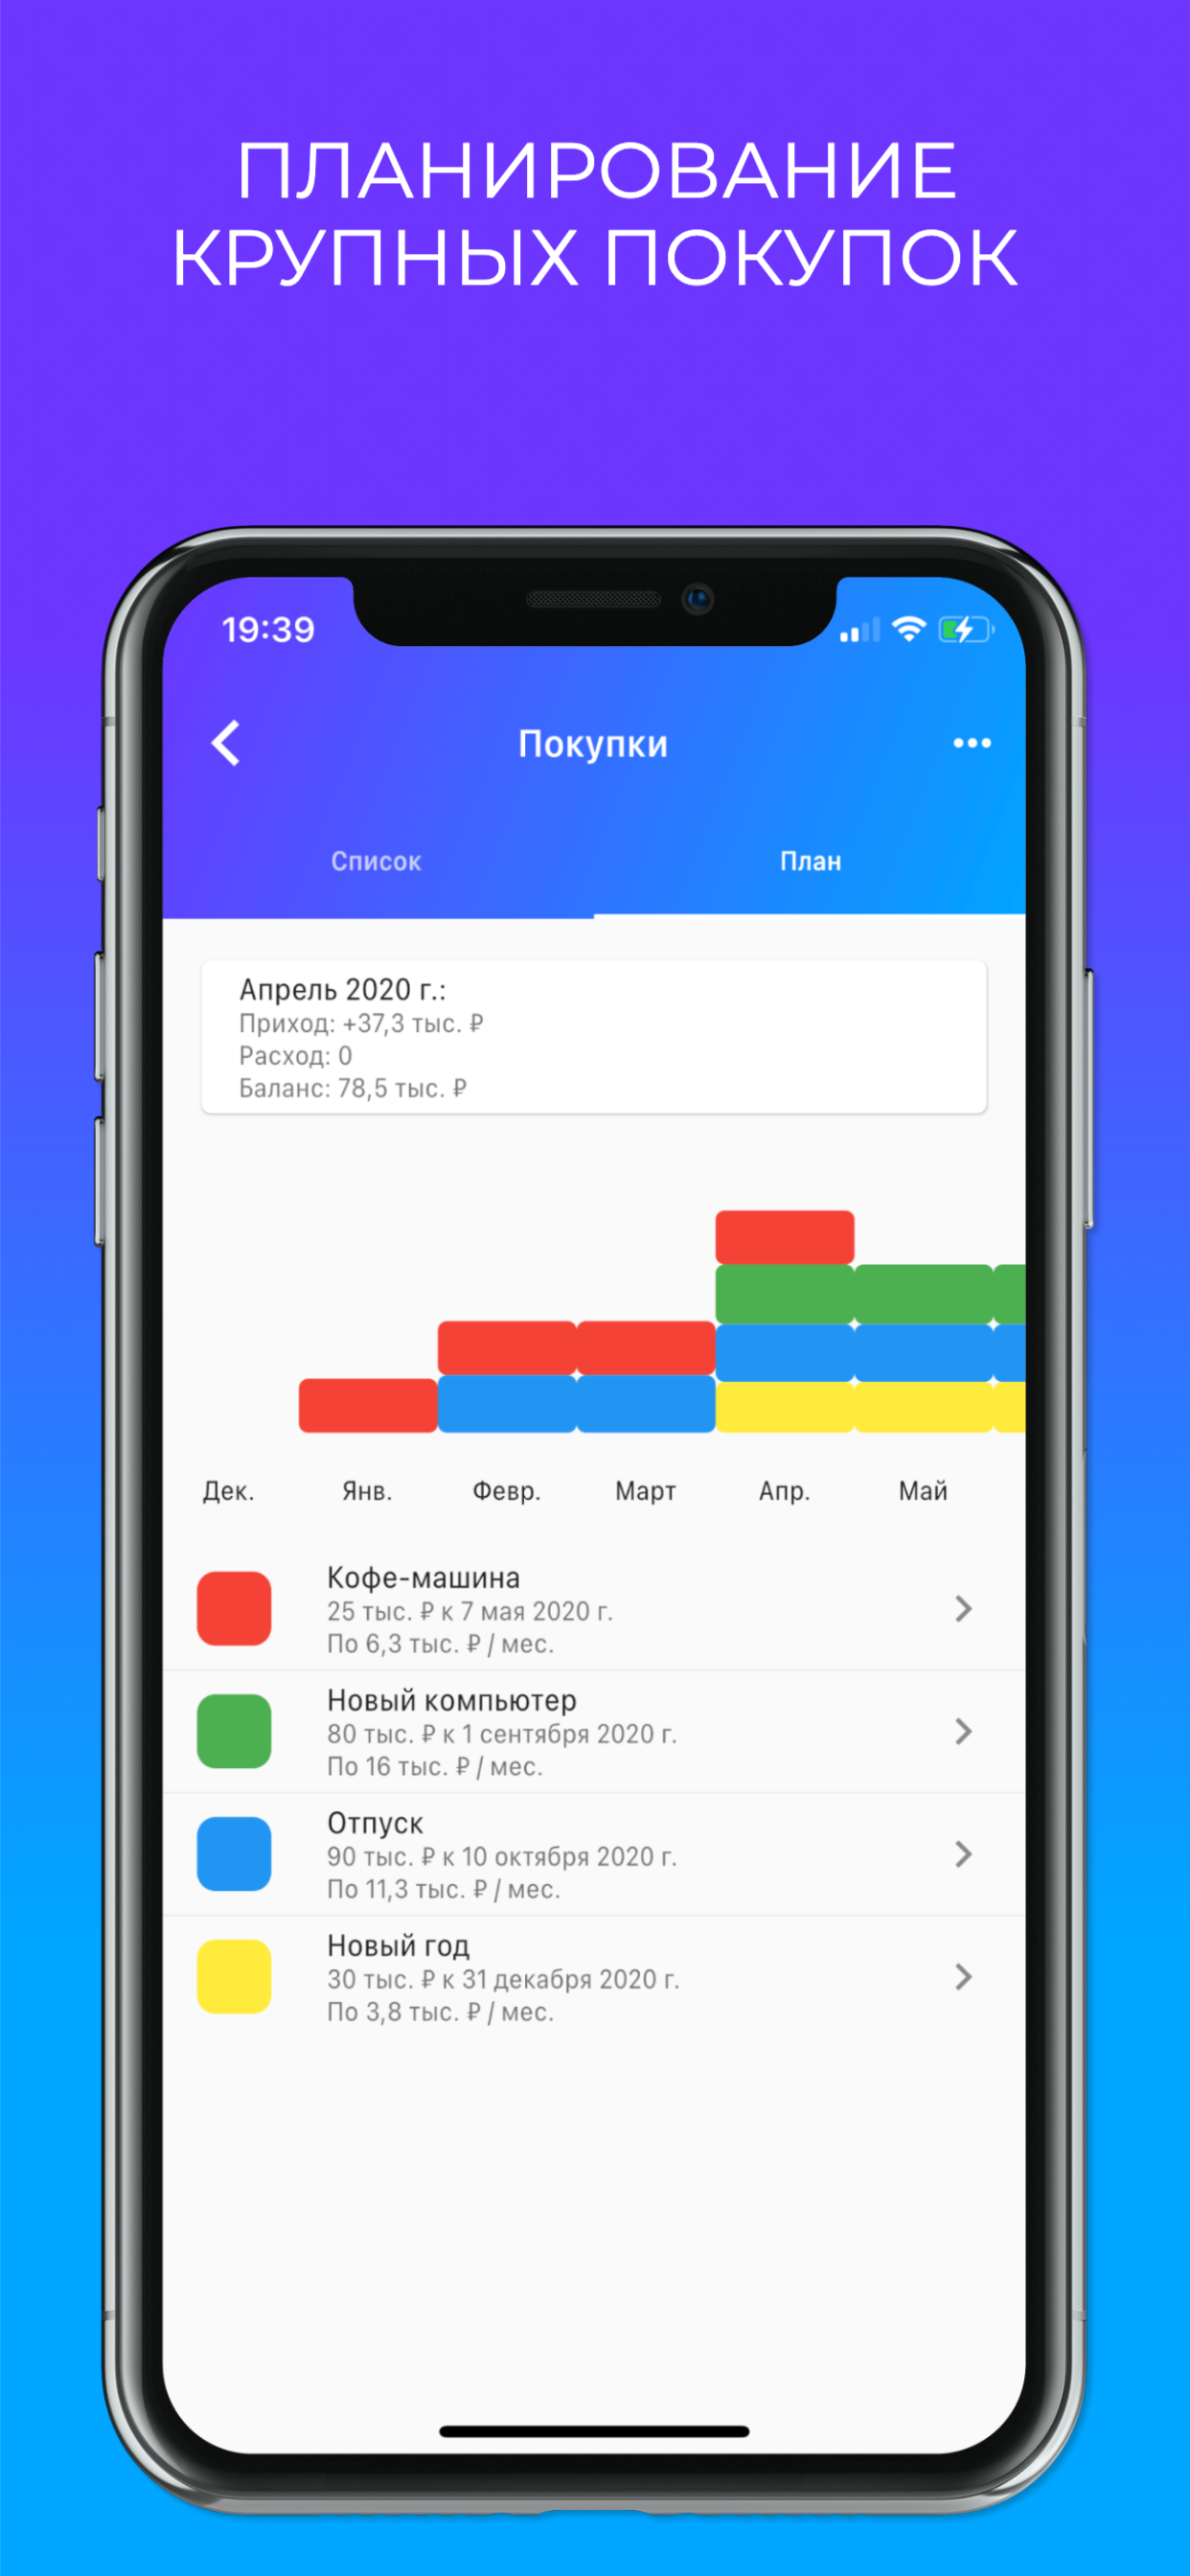 ПЛАНИРОВАНИЕ
КРУПНЫХ ПОКУПОК
19:39
Покупки
Список
План
Апрель 2020 г.:
Приход: +37,3 тыс. ₽
Расход: 0
Баланс: 78,5 тыс. ₽
Дек. Янв. Февр. Март Апр. Май
Кофе-машина
25 тыс. ₽ к 7 мая 2020 г.
По 6,3 тыс. ₽ / мес.
Новый компьютер
80 тыс. ₽ к 1 сентября 2020 г.
По 16 тыс. ₽ / мес.
Отпуск
90 тыс. ₽ к 10 октября 2020 г.
По 11,3 тыс. ₽ / мес.
Новый год
30 тыс. ₽ к 31 декабря 2020 г.
По 3,8 тыс. ₽ / мес.